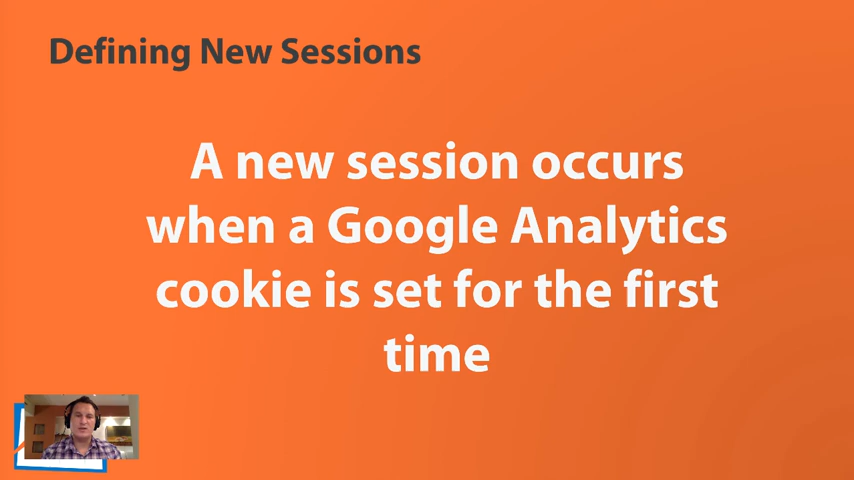 Defining New Sessions
A new session occurs
when a Google Analytics
cookie is set for the first
time